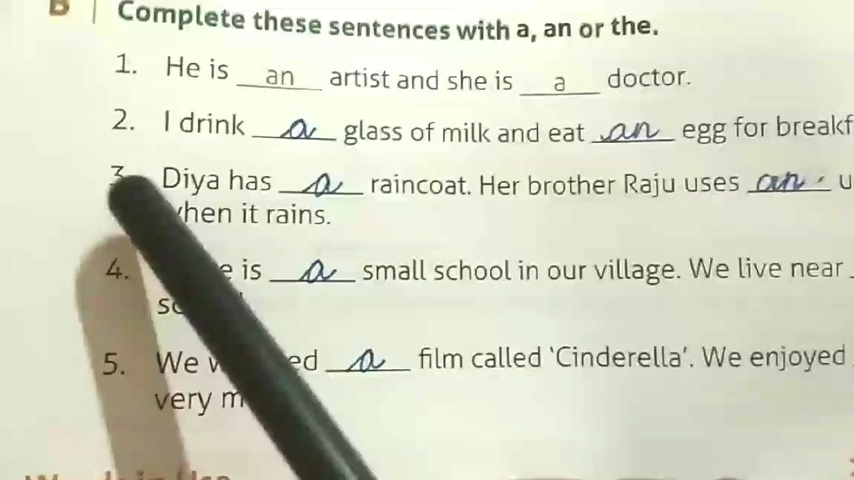 B | Complete these sentences with a, an or the.
1. He is an artist and she is a doctor.
2. I drink a glass of milk and eat an egg for breakf
3. Diya has a raincoat. Her brother Raju uses an u
when it rains.
4. e is a small school in our village. We live near
5. We ed a film called ‘Cinderella’. We enjoyed
very m